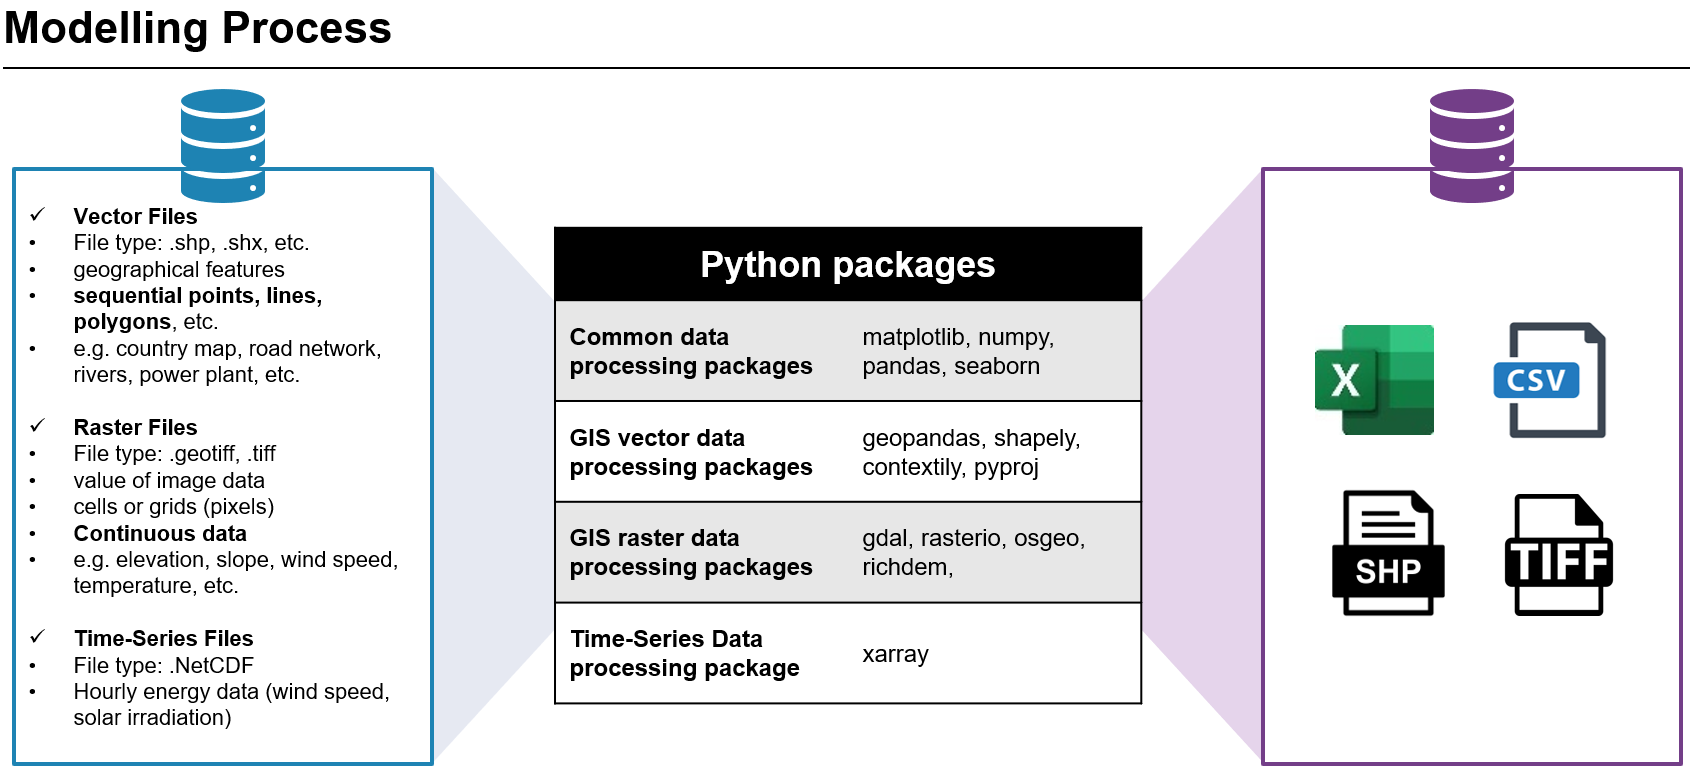 Modelling Process
✓ Vector Files
• File type: .shp, .shx, etc.
• geographical features
• sequential points, lines,
polygons, etc.
• e.g. country map, road network,
rivers, power plant, etc.
✓ Raster Files
• File type: .geotiff, .tiff
• value of image data
• cells or grids (pixels)
• Continuous data
• e.g. elevation, slope, wind speed,
temperature, etc.
✓ Time-Series Files
• File type: .NetCDF
• Hourly energy data (wind speed,
solar irradiation)
Python packages
Common data
processing packages
matplotlib, numpy,
pandas, seaborn
GIS vector data
processing packages
geopandas, shapely,
contextily, pyproj
GIS raster data
processing packages
gdal, rasterio, osgeo,
richdem,
Time-Series Data
processing package
xarray
X
CSV
SHP
TIFF